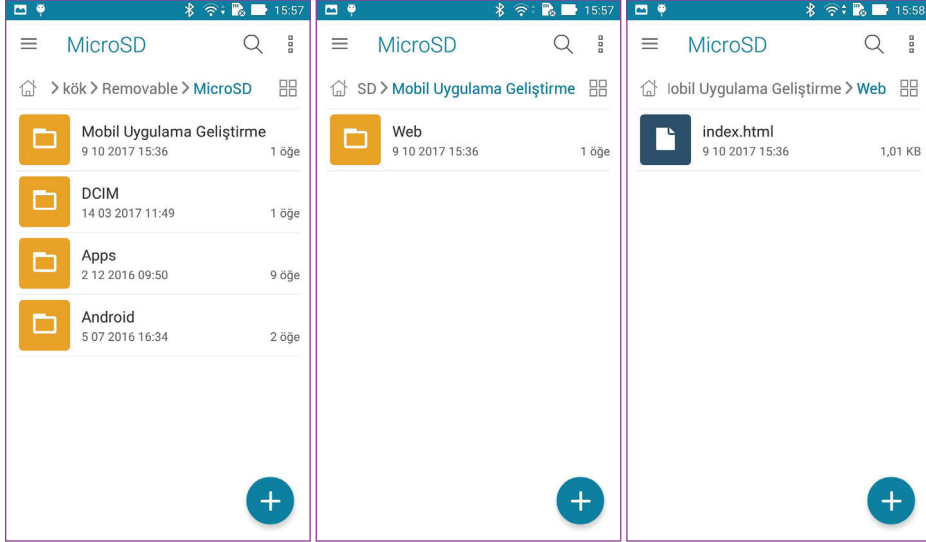 15:57
MicroSD
kök > Removable > MicroSD
Mobil Uygulama Geliştirme
9 10 2017 15:36 1 öğe
DCIM
14 03 2017 11:49 1 öğe
Apps
2 12 2016 09:50 9 öğe
Android
5 07 2016 16:34 2 öğe
15:57
MicroSD
SD > Mobil Uygulama Geliştirme
Web
9 10 2017 15:36 1 öğe
15:58
MicroSD
lobil Uygulama Geliştirme > Web
index.html
9 10 2017 15:36 1,01 KB